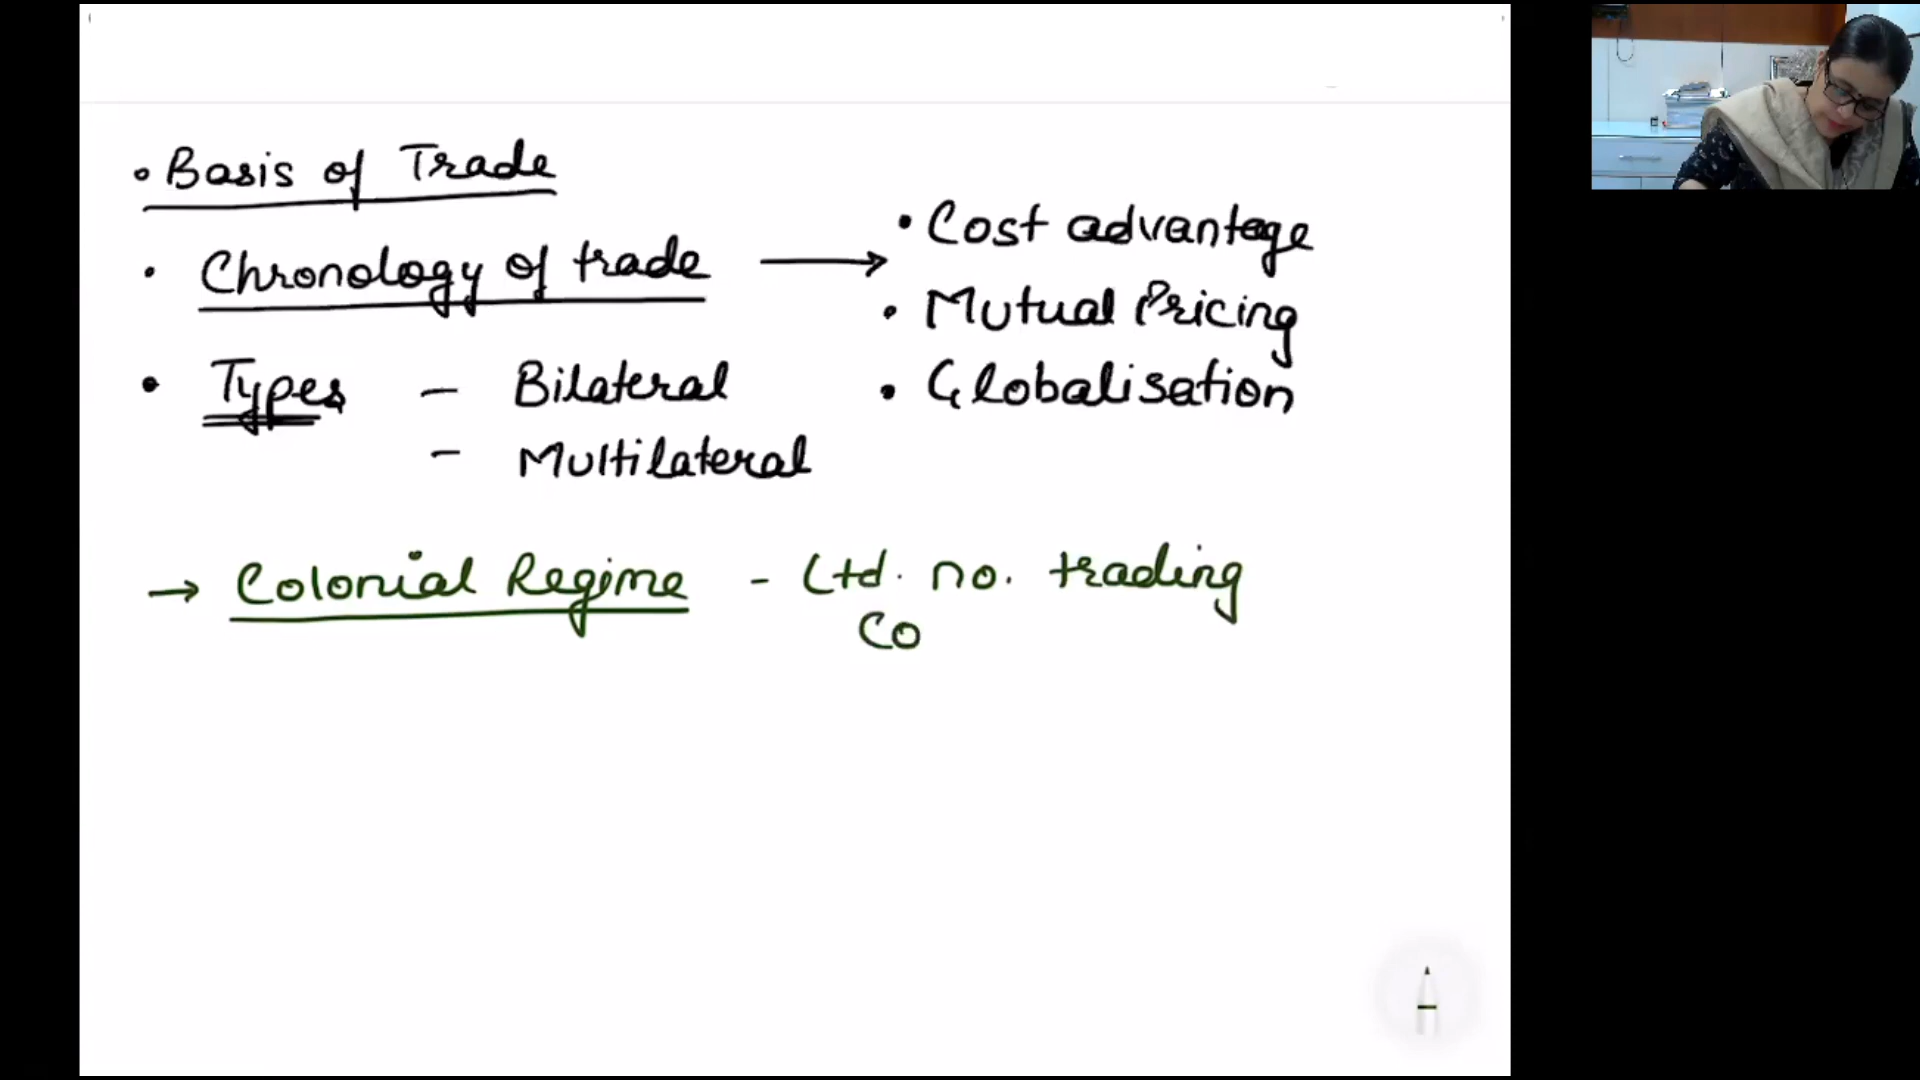 • Basis of Trade
• Chronology of trade → • Cost advantage
• Mutual Pricing
• Types - Bilateral • Globalisation
- Multilateral
→ Colonial Regime - Ltd. no. trading
Co